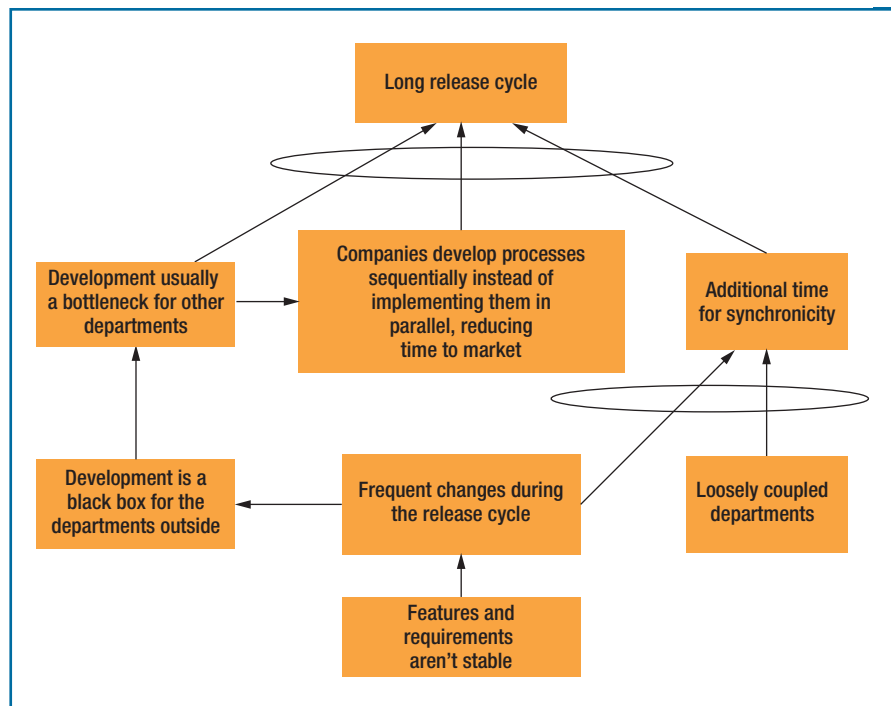 Long release cycle
Development usually
a bottleneck for other
departments
Companies develop processes
sequentially instead of
implementing them in
parallel, reducing
time to market
Additional time
for synchronicity
Development is a
black box for the
departments outside
Frequent changes during
the release cycle
Loosely coupled
departments
Features and
requirements
aren't stable